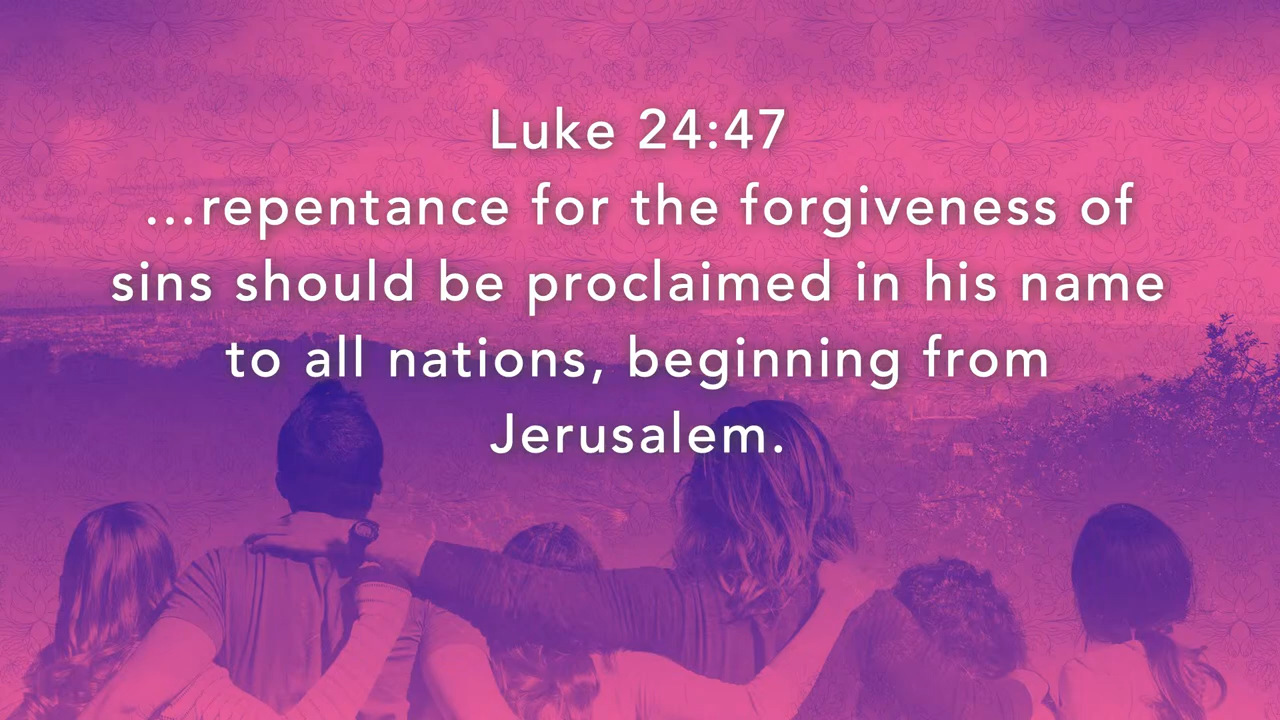 Luke 24:47
...repentance for the forgiveness of
sins should be proclaimed in his name
to all nations, beginning from
Jerusalem.